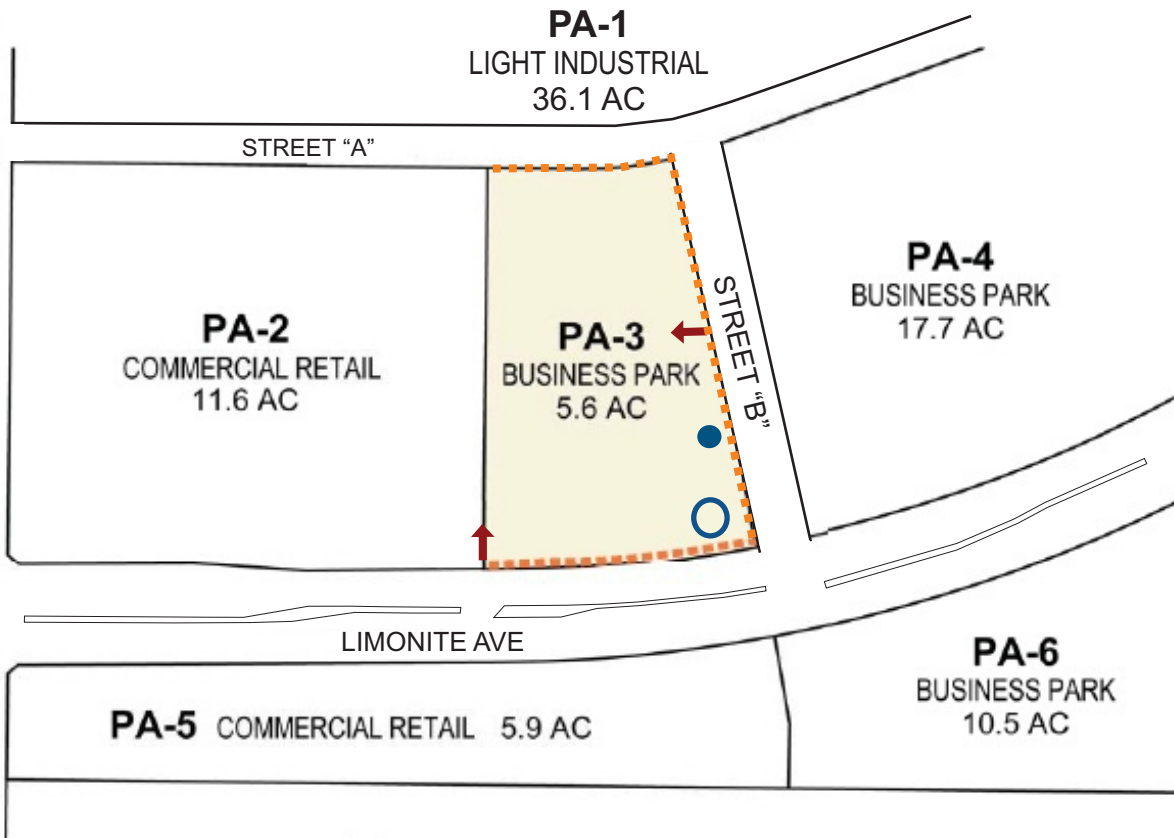 PA-1
LIGHT INDUSTRIAL
36.1 AC
STREET “A”
PA-2
COMMERCIAL RETAIL
11.6 AC
PA-3
BUSINESS PARK
5.6 AC
STREET “B”
PA-4
BUSINESS PARK
17.7 AC
LIMONITE AVE
PA-5 COMMERCIAL RETAIL 5.9 AC
PA-6
BUSINESS PARK
10.5 AC